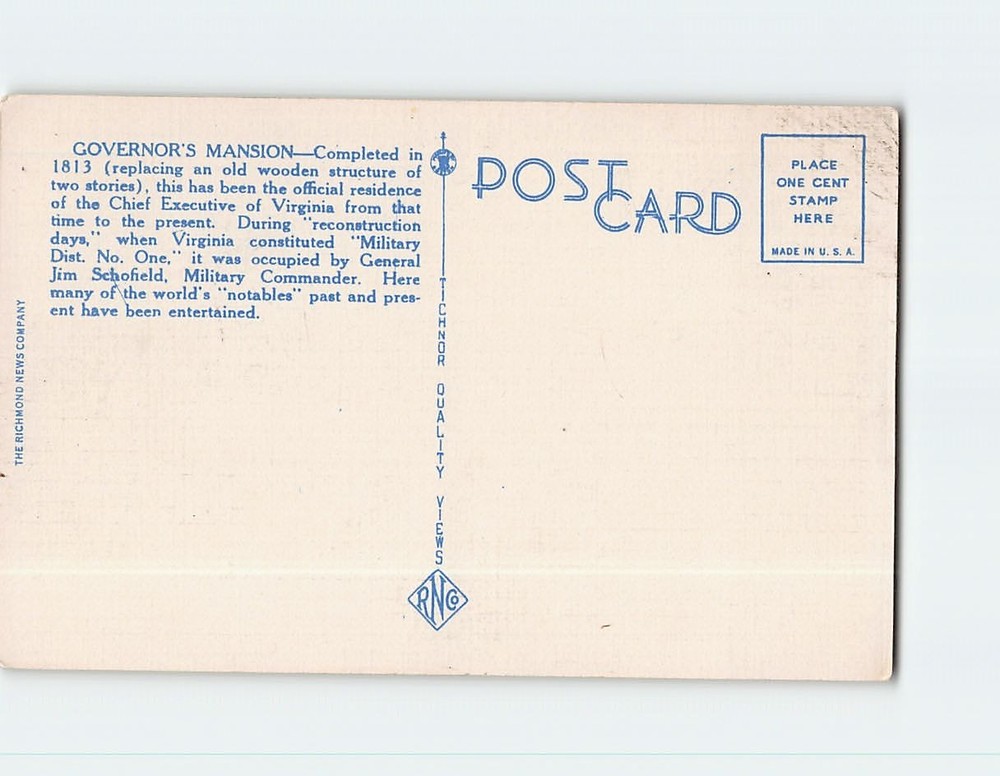 GOVERNOR'S MANSION—Completed in
1813 (replacing an old wooden structure of
two stories), this has been the official residence
of the Chief Executive of Virginia from that
time to the present. During "reconstruction
days," when Virginia constituted "Military
Dist. No. One," it was occupied by General
Jim Schofield, Military Commander. Here
many of the world's "notables" past and pres-
ent have been entertained.
THE RICHMOND NEWS COMPANY
TICHNOR QUALITY VIEWS
RNCo
POST
CARD
PLACE
ONE CENT
STAMP
HERE
MADE IN U. S. A.